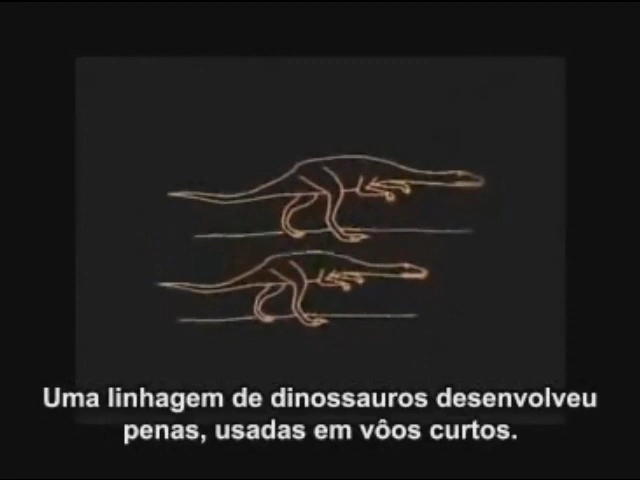 Uma linhagem de dinossauros desenvolveu
penas, usadas em vôos curtos.